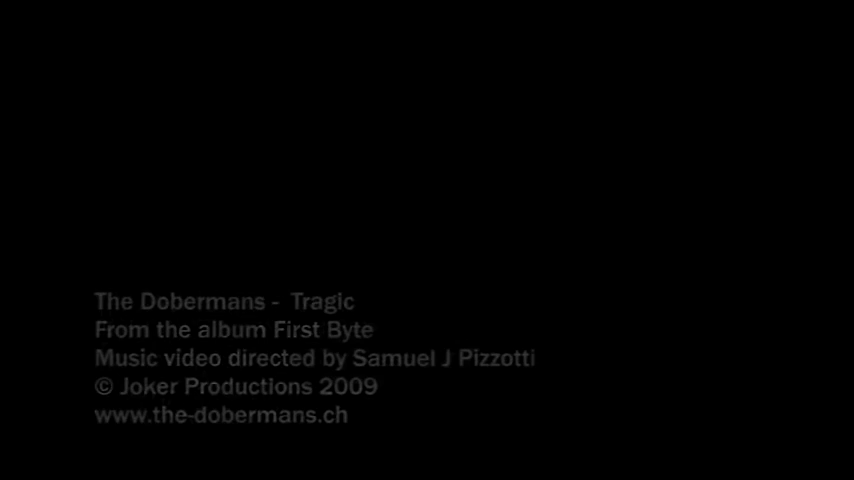 The Dobermans - Tragic
From the album First Byte
Music video directed by Samuel J Pizzotti
© Joker Productions 2009
www.the-dobermans.ch